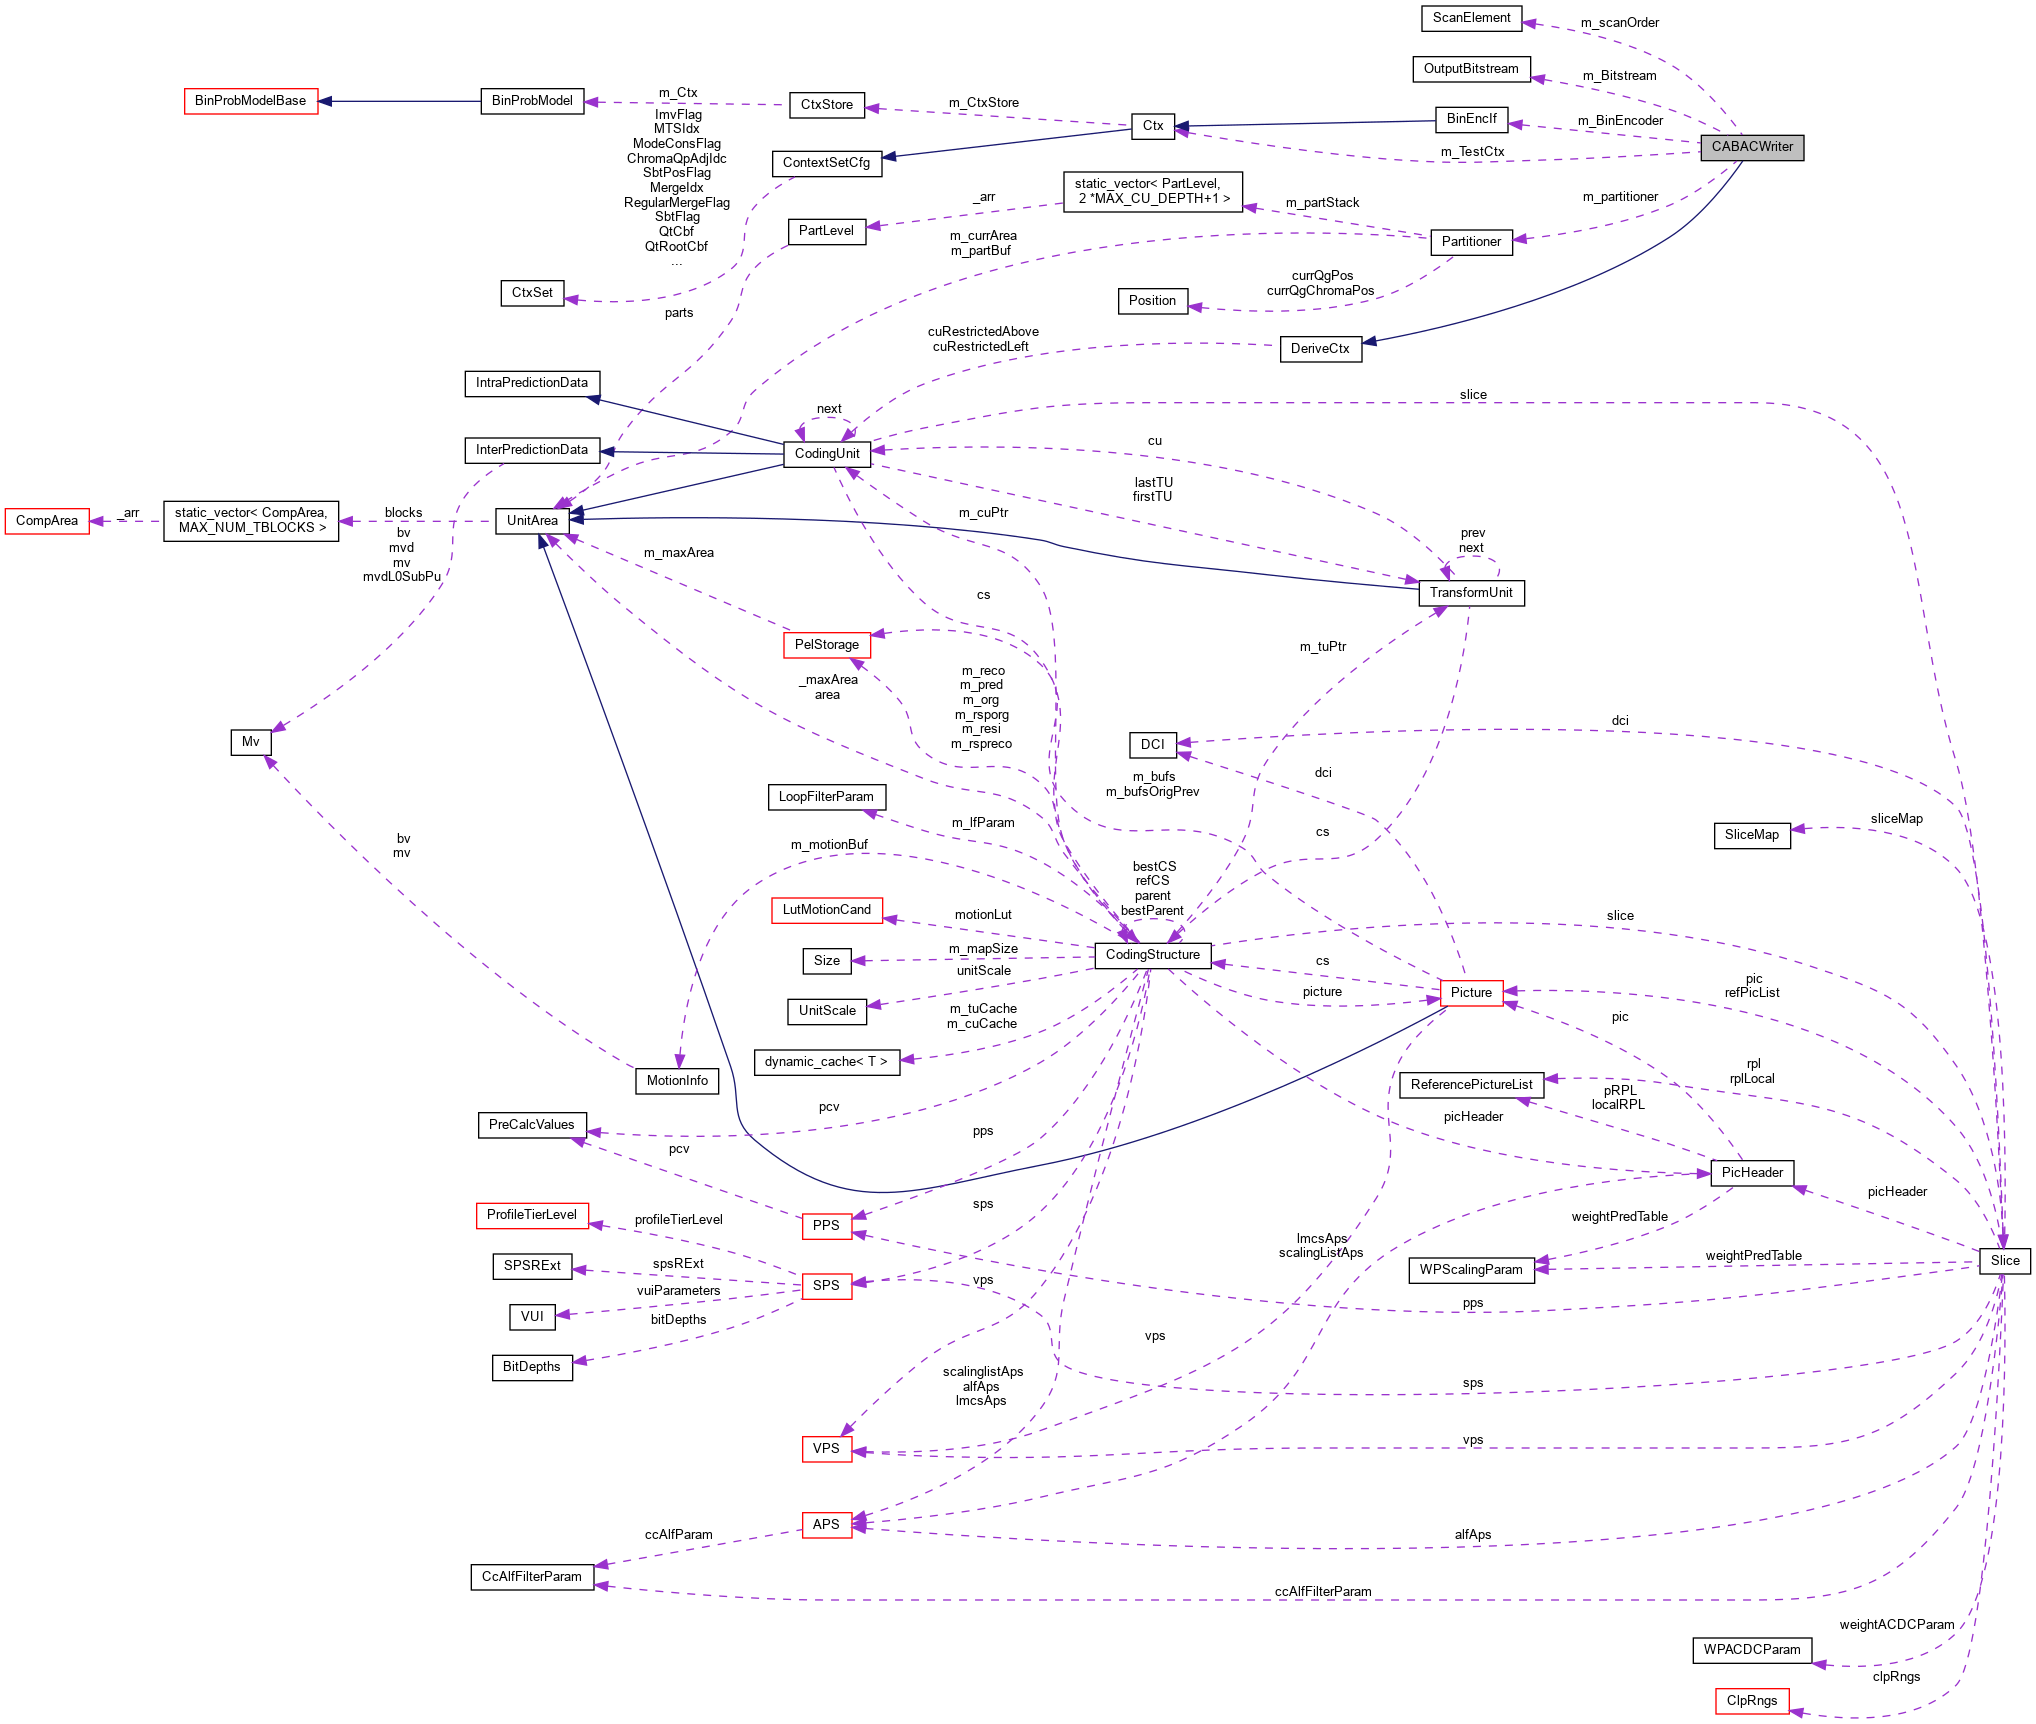 ScanElement
m_scanOrder
OutputBitstream
m_Bitstream
BinProbModelBase
BinProbModel
m_Ctx
CtxStore
m_CtxStore
Ctx
BinEncIf
m_BinEncoder
CABACWriter
m_TestCtx
ImvFlag
MTSIdx
ModeConsFlag
ChromaQpAdjIdc
SbtPosFlag
MergeIdx
RegularMergeFlag
SbtFlag
QtCbf
QtRootCbf
...
ContextSetCfg
static_vector< PartLevel,
2 *MAX_CU_DEPTH+1 >
_arr
m_partStack
m_partitioner
PartLevel
m_currArea
m_partBuf
Partitioner
CtxSet
Position
currQgPos
currQgChromaPos
parts
cuRestrictedAbove
cuRestrictedLeft
DeriveCtx
IntraPredictionData
next
slice
InterPredictionData
CodingUnit
cu
lastTU
firstTU
CompArea
_arr
static_vector< CompArea,
MAX_NUM_TBLOCKS >
blocks
UnitArea
m_cuPtr
bv
mvd
mv
mvdL0SubPu
m_maxArea
prev
next
TransformUnit
cs
PelStorage
m_tuPtr
_maxArea
area
m_reco
m_pred
m_org
m_rsporg
m_resi
m_rspreco
Mv
DCI
dci
dci
m_bufs
m_bufsOrigPrev
LoopFilterParam
m_lfParam
cs
SliceMap
sliceMap
bv
mv
m_motionBuf
bestCS
refCS
parent
bestParent
LutMotionCand
motionLut
slice
Size
m_mapSize
CodingStructure
unitScale
cs
picture
Picture
pic
refPicList
UnitScale
m_tuCache
m_cuCache
pic
dynamic_cache< T >
MotionInfo
ReferencePictureList
rpl
rplLocal
pRPL
localRPL
PreCalcValues
pcv
pps
picHeader
pcv
PicHeader
picHeader
ProfileTierLevel
profileTierLevel
PPS
sps
weightPredTable
lmcsAps
scalingListAps
SPSRExt
spsRExt
SPS
vps
WPScalingParam
weightPredTable
Slice
VUI
vuiParameters
pps
BitDepths
bitDepths
vps
scalinglistAps
alfAps
lmcsAps
sps
VPS
vps
APS
ccAlfParam
alfAps
CcAlfFilterParam
ccAlfFilterParam
WPACDCParam
weightACDCParam
ClpRngs
clpRngs